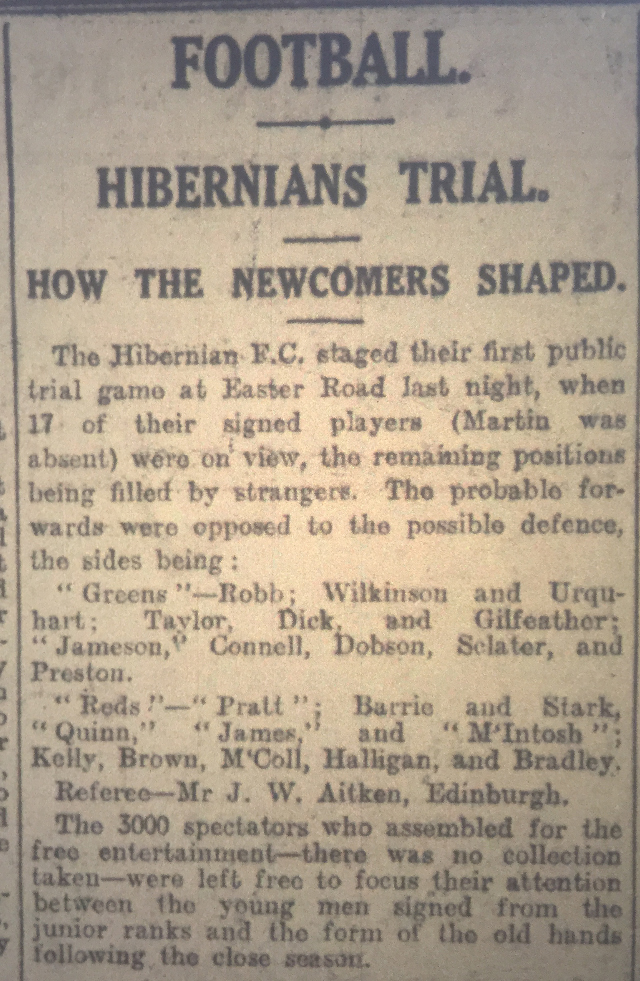 FOOTBALL.
HIBERNIANS TRIAL.
HOW THE NEWCOMERS SHAPED.
The Hibernian F.C. staged their first public
trial game at Easter Road last night, when
17 of their signed players (Martin was
absent) were on view, the remaining positions
being filled by strangers. The probable for-
wards were opposed to the possible defence,
the sides being:
"Greens"—Robb; Wilkinson and Urqu-
hart; Taylor, Dick, and Gilfeather;
"Jameson," Connell, Dobson, Sclater, and
Preston.
"Reds"—"Pratt"; Barrie and Stark,
"Quinn," "James," and "M'Intosh";
Kelly, Brown, M'Coll, Halligan, and Bradley.
Referee—Mr J. W. Aitken, Edinburgh.
The 3000 spectators who assembled for the
free entertainment—there was no collection
taken—were left free to focus their attention
between the young men signed from the
junior ranks and the form of the old hands
following the close season.